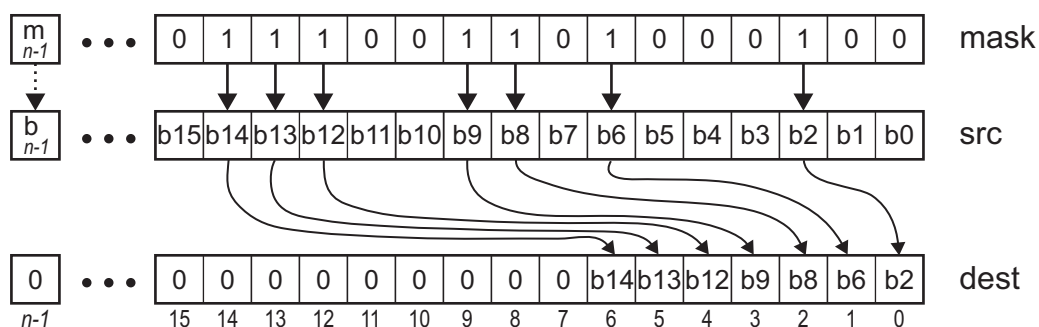 m n-1 • • • 0 1 1 1 0 0 1 1 0 1 0 0 0 1 0 0 mask
b n-1 • • • b15 b14 b13 b12 b11 b10 b9 b8 b7 b6 b5 b4 b3 b2 b1 b0 src
0 • • • 0 0 0 0 0 0 0 0 0 b14 b13 b12 b9 b8 b6 b2 dest
n-1 15 14 13 12 11 10 9 8 7 6 5 4 3 2 1 0